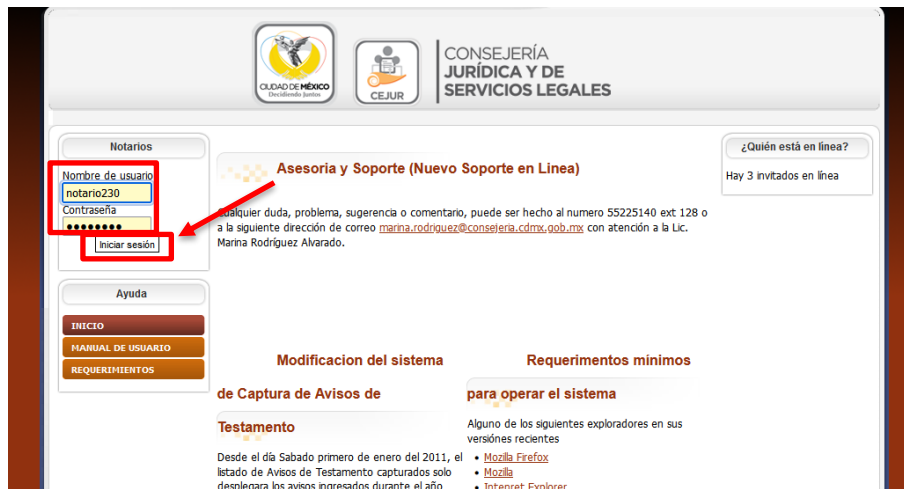 CIUDAD DE MÉXICO
Decidiendo Juntos
CEJUR
CONSEJERÍA
JURÍDICA Y DE
SERVICIOS LEGALES
Notarios
Nombre de usuario
notario230
Contraseña
••••••••
Iniciar sesión
Ayuda
INICIO
MANUAL DE USUARIO
REQUERIMIENTOS
Asesoria y Soporte (Nuevo Soporte en Linea)
Cualquier duda, problema, sugerencia o comentario, puede ser hecho al numero 55225140 ext 128 o
a la siguiente dirección de correo marina.rodriguez@consejeria.cdmx.gob.mx con atención a la Lic.
Marina Rodríguez Alvarado.
Modificacion del sistema
de Captura de Avisos de
Testamento
Desde el día Sabado primero de enero del 2011, el
listado de Avisos de Testamento capturados solo
desplegara los avisos ingresados durante el año
Requerimentos mínimos
para operar el sistema
Alguno de los siguientes exploradores en sus
versiónes recientes
Mozilla Firefox
Mozilla
Intenret Explorer
¿Quién está en línea?
Hay 3 invitados en línea